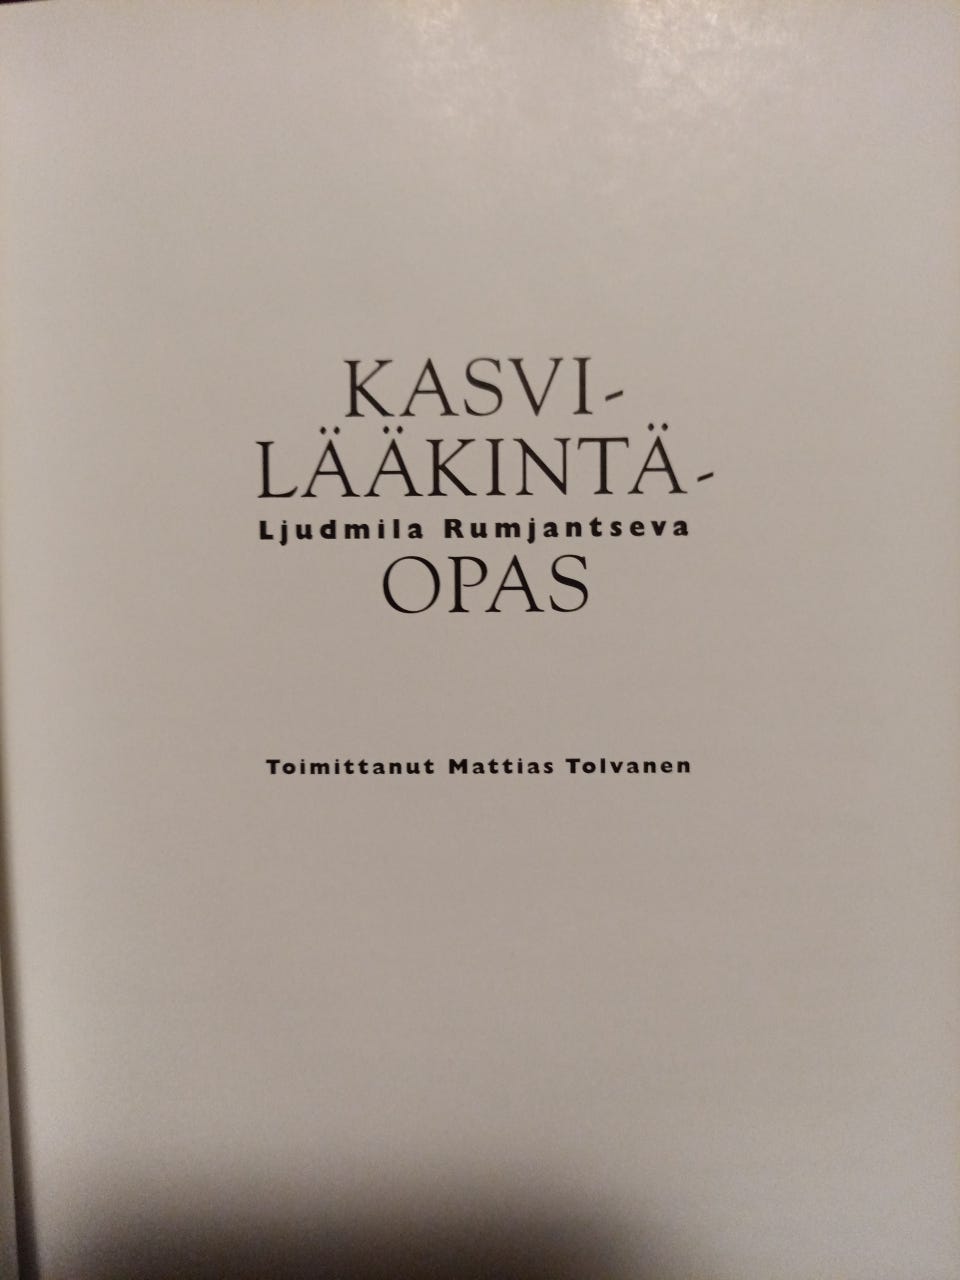 KASVI-
LÄÄKINTÄ-
Ljudmila Rumjantseva
OPAS
Toimittanut Mattias Tolvanen